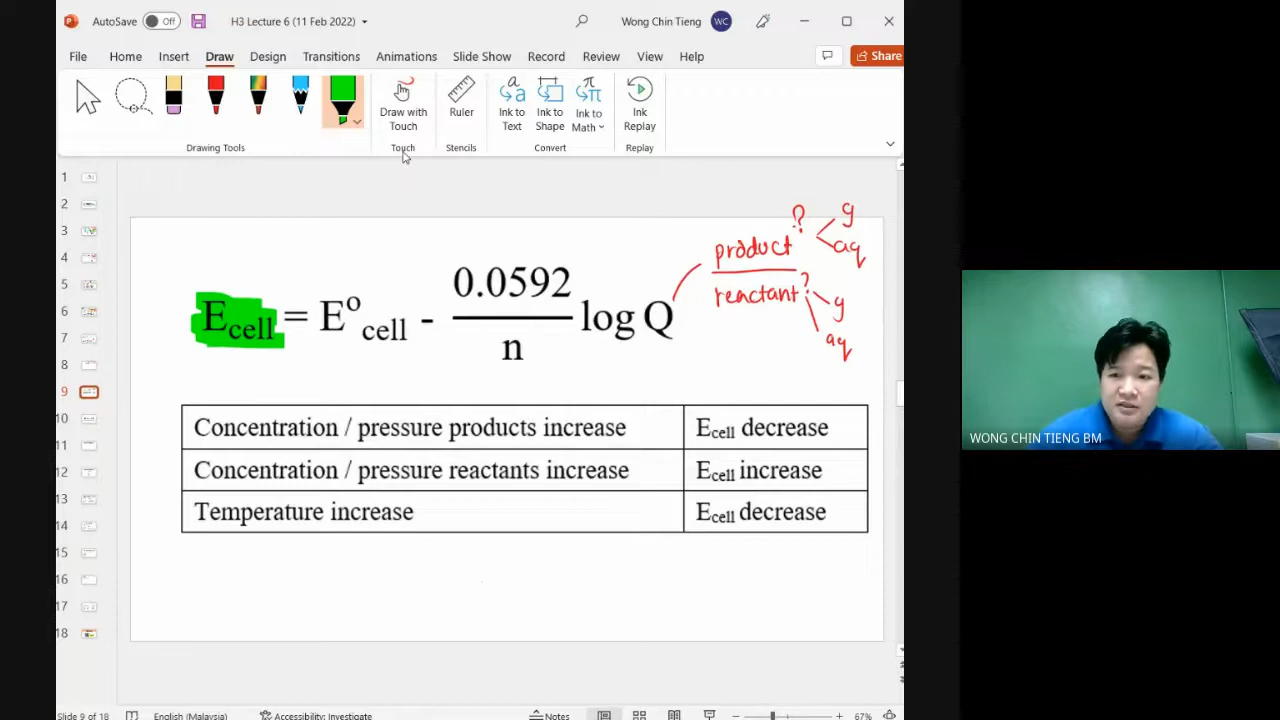 AutoSave Off H3 Lecture 6 (11 Feb 2022) Wong Chin Tieng WC
File Home Insert Draw Design Transitions Animations Slide Show Record Review View Help Share
Draw with Touch
Ruler
Ink to Text
Ink to Shape
Ink to Math
Ink Replay
Drawing Tools Touch Stencils Convert Replay
1
2
3
4
5
6
7
8
9
10
11
12
13
14
15
16
17
18
E cell = E° cell - 0.0592 / n log Q
product ? g aq
reactant ? g aq
Concentration / pressure products increase Ecell decrease
Concentration / pressure reactants increase Ecell increase
Temperature increase Ecell decrease
WONG CHIN TIENG BM
Slide 9 of 18 English (Malaysia) Accessibility: Investigate Notes 67%